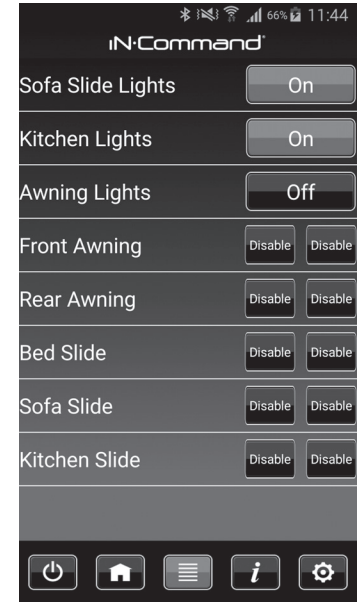 66% 11:44
iN·Command
Sofa Slide Lights On
Kitchen Lights On
Awning Lights Off
Front Awning Disable Disable
Rear Awning Disable Disable
Bed Slide Disable Disable
Sofa Slide Disable Disable
Kitchen Slide Disable Disable
i